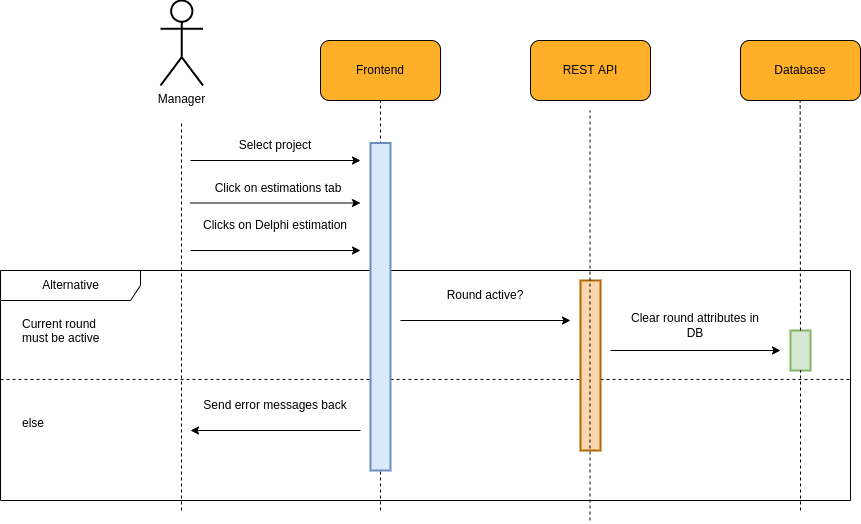 Manager
Frontend
REST API
Database
Select project
Click on estimations tab
Clicks on Delphi estimation
Alternative
Current round
must be active
Round active?
Clear round attributes in
DB
else
Send error messages back